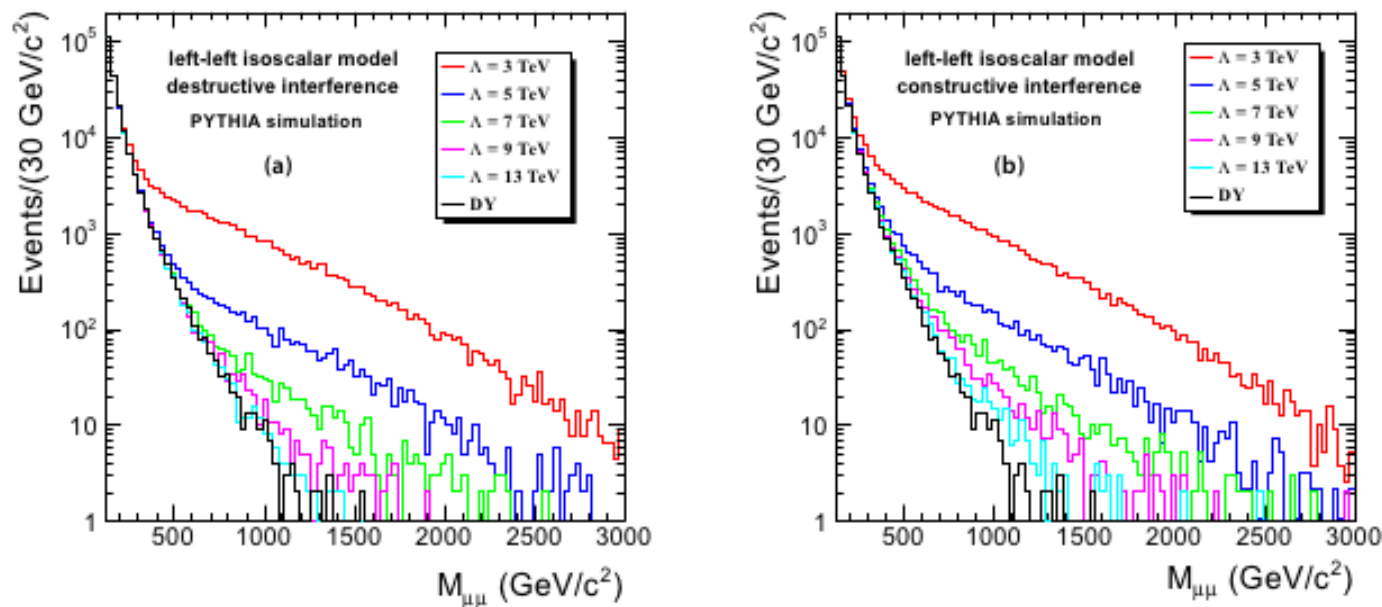 left-left isoscalar model
destructive interference
PYTHIA simulation
(a)
Λ = 3 TeV
Λ = 5 TeV
Λ = 7 TeV
Λ = 9 TeV
Λ = 13 TeV
DY
Events/(30 GeV/c²)
10⁵
10⁴
10³
10²
10
1
500 1000 1500 2000 2500 3000
M_μμ (GeV/c²)
left-left isoscalar model
constructive interference
PYTHIA simulation
(b)
Λ = 3 TeV
Λ = 5 TeV
Λ = 7 TeV
Λ = 9 TeV
Λ = 13 TeV
DY
Events/(30 GeV/c²)
10⁵
10⁴
10³
10²
10
1
500 1000 1500 2000 2500 3000
M_μμ (GeV/c²)